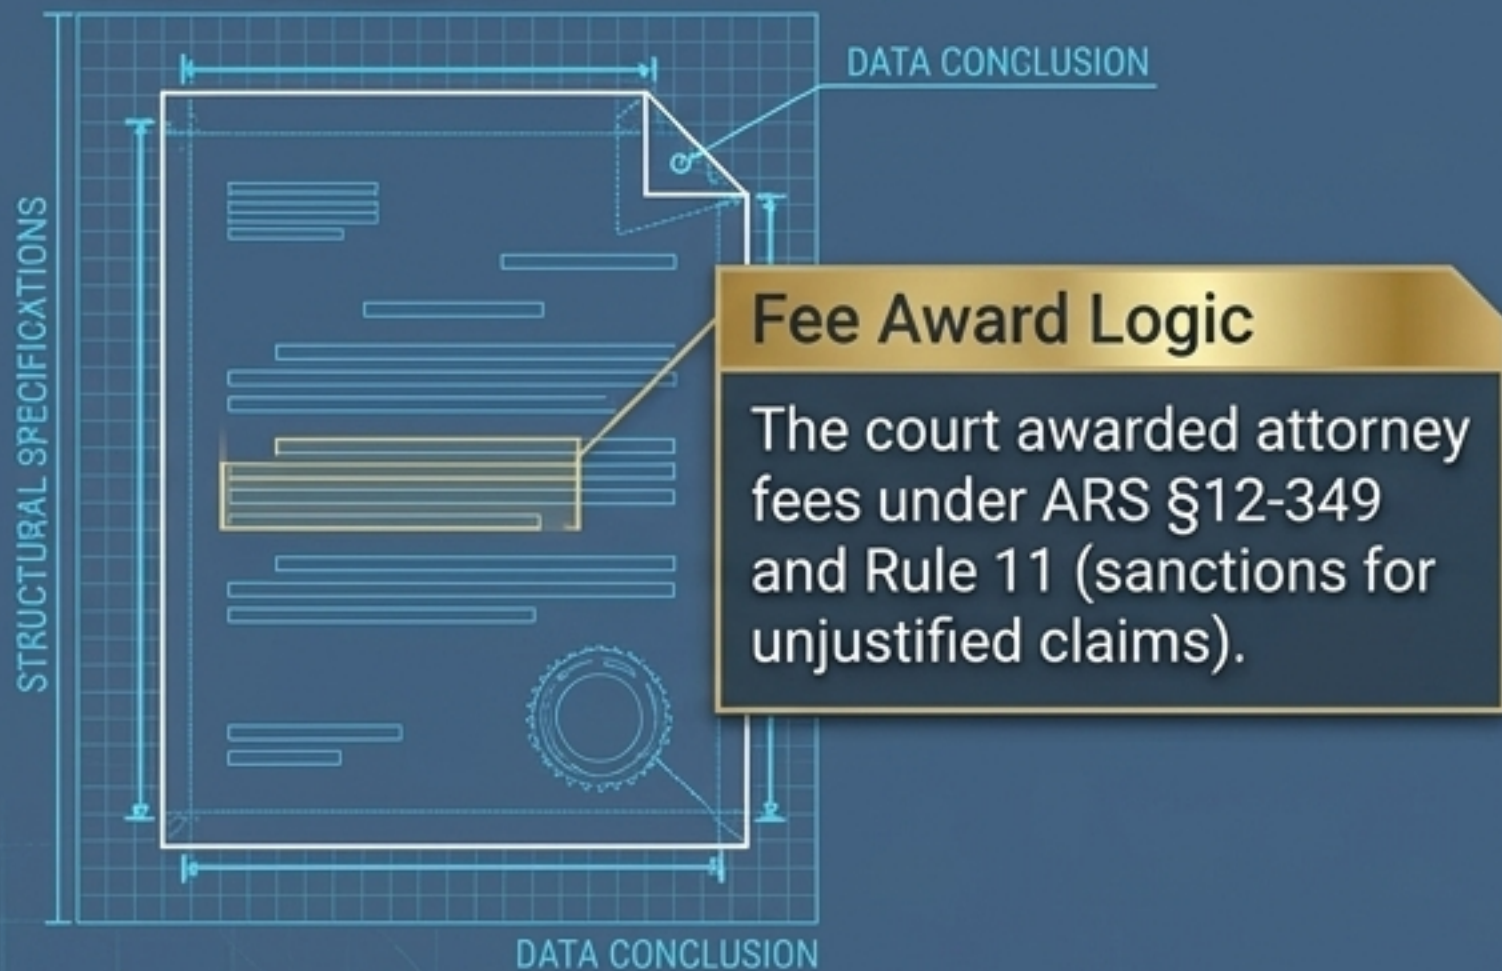 DATA CONCLUSION
STRUCTURAL SPECIFICATIONS
Fee Award Logic
The court awarded attorney
fees under ARS §12-349
and Rule 11 (sanctions for
unjustified claims).
DATA CONCLUSION